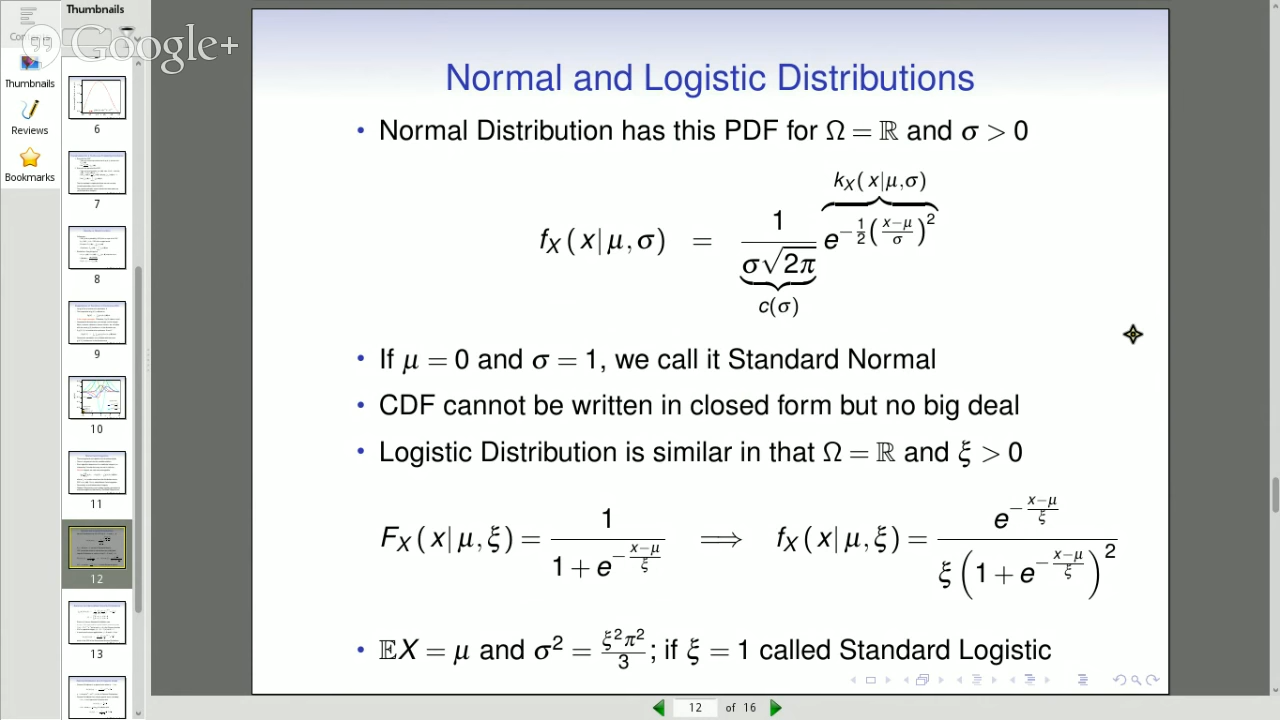 Thumbnails
Google+
Thumbnails
Reviews
Bookmarks
6
7
8
9
10
11
12
13
Normal and Logistic Distributions
• Normal Distribution has this PDF for Ω = ℝ and σ > 0
k_X(x|μ,σ)
f_X(x|μ,σ) = 1/(σ√2π) e^{-1/2((x−μ)/σ)^2}
c(σ)
• If μ = 0 and σ = 1, we call it Standard Normal
• CDF cannot be written in closed form but no big deal
• Logistic Distribution is similar in that Ω = ℝ and ξ > 0
F_X(x|μ,ξ) = 1/(1+e^{-(x−μ)/ξ}) ⟹ f_X(x|μ,ξ) = e^{-(x−μ)/ξ}/(ξ(1+e^{-(x−μ)/ξ})^2)
• 𝔼X = μ and σ² = ξ²π²/3; if ξ = 1 called Standard Logistic
12 of 16